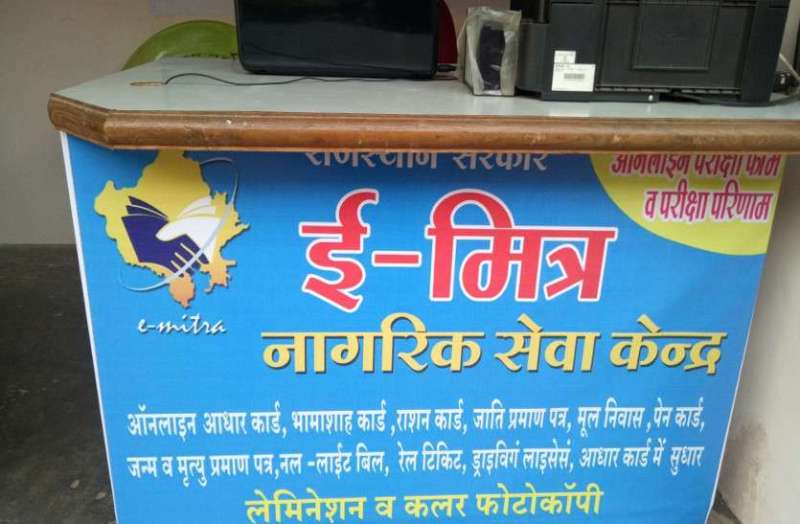 राजस्थान सरकार
ऑनलाइन परीक्षा फॉर्म
व परीक्षा परिणाम
ई-मित्र
e-mitra
नागरिक सेवा केन्द्र
ऑनलाइन आधार कार्ड, भामाशाह कार्ड ,राशन कार्ड, जाति प्रमाण पत्र, मूल निवास ,पेन कार्ड,
जन्म व मृत्यु प्रमाण पत्र,नल -लाईट बिल, रेल टिकिट, ड्राइविगं लाइसेसं, आधार कार्ड में सुधार
लेमिनेशन व कलर फोटोकॉपी